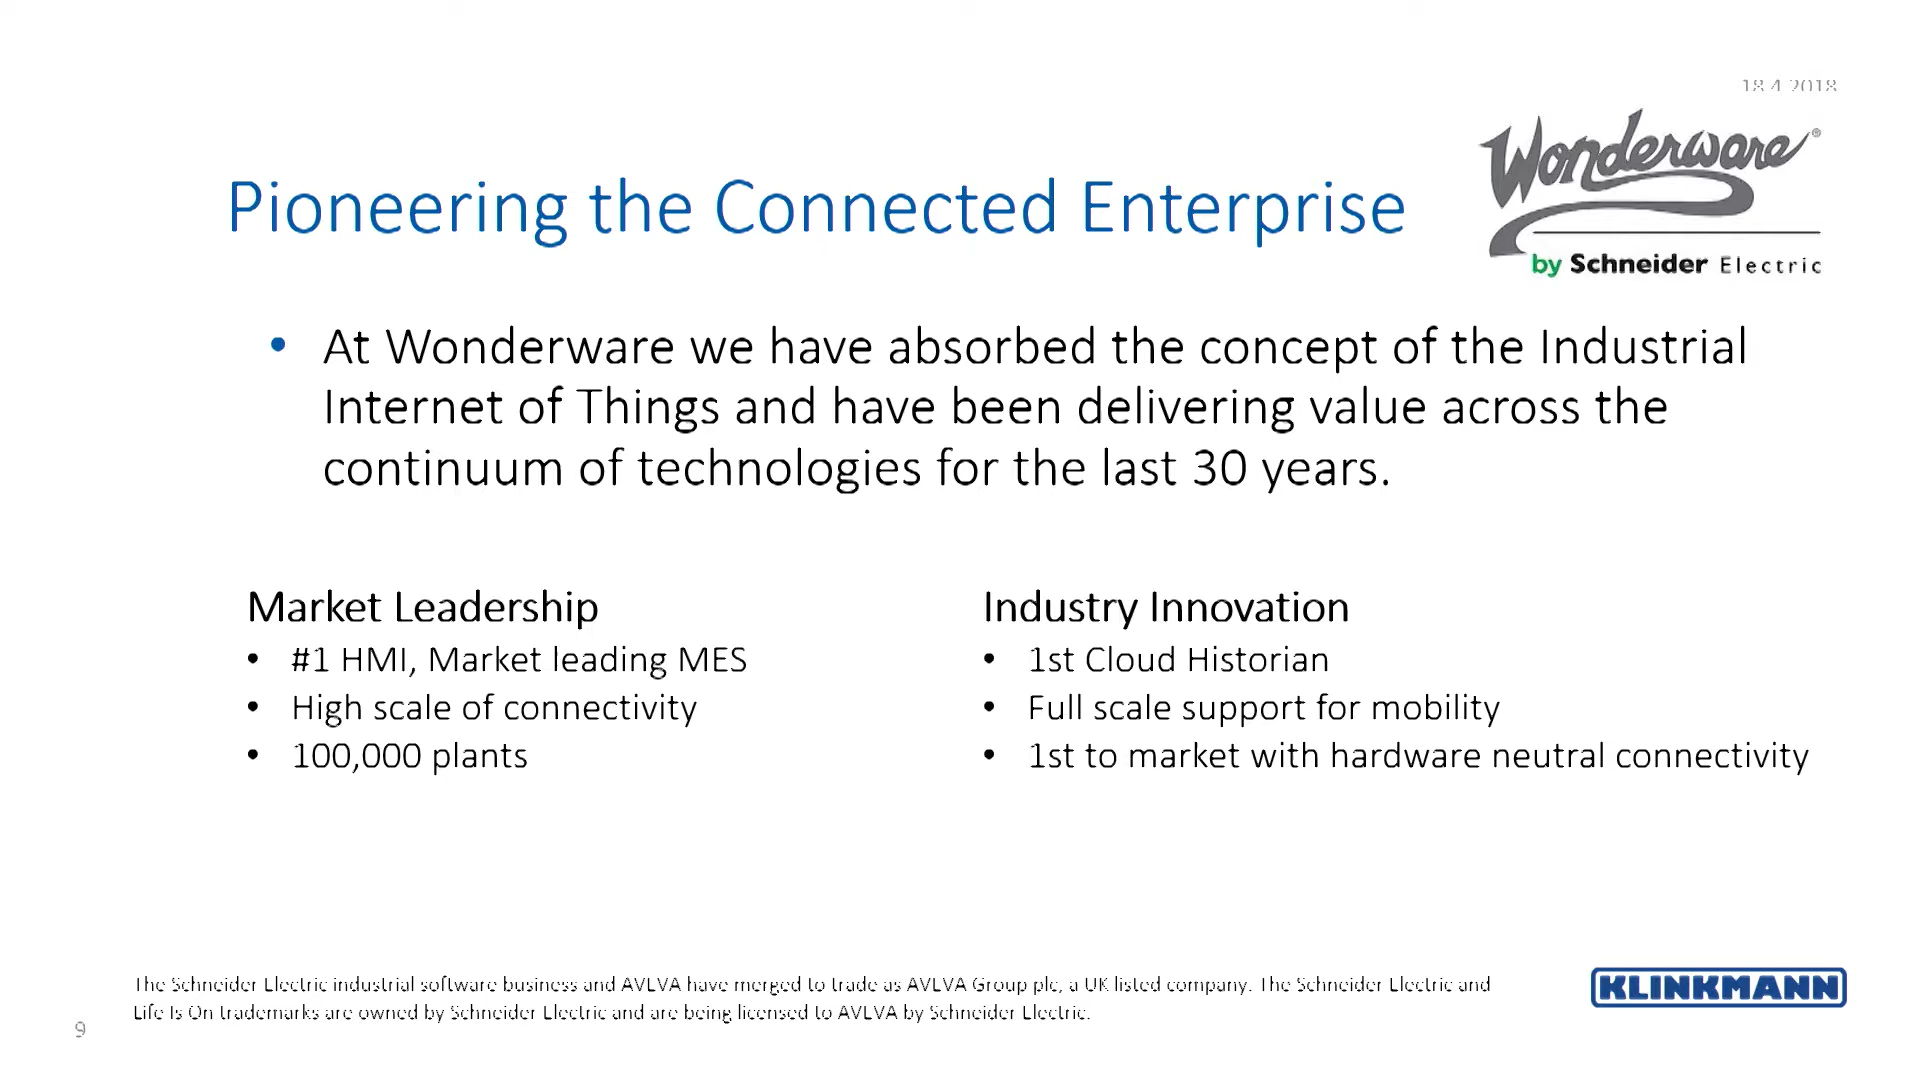 18.4.2018
Wonderware®
by Schneider Electric
Pioneering the Connected Enterprise
• At Wonderware we have absorbed the concept of the Industrial
Internet of Things and have been delivering value across the
continuum of technologies for the last 30 years.
Market Leadership
• #1 HMI, Market leading MES
• High scale of connectivity
• 100,000 plants
Industry Innovation
• 1st Cloud Historian
• Full scale support for mobility
• 1st to market with hardware neutral connectivity
The Schneider Electric industrial software business and AVEVA have merged to trade as AVEVA Group plc, a UK listed company. The Schneider Electric and
Life Is On trademarks are owned by Schneider Electric and are being licensed to AVEVA by Schneider Electric.
KLINKMANN
9